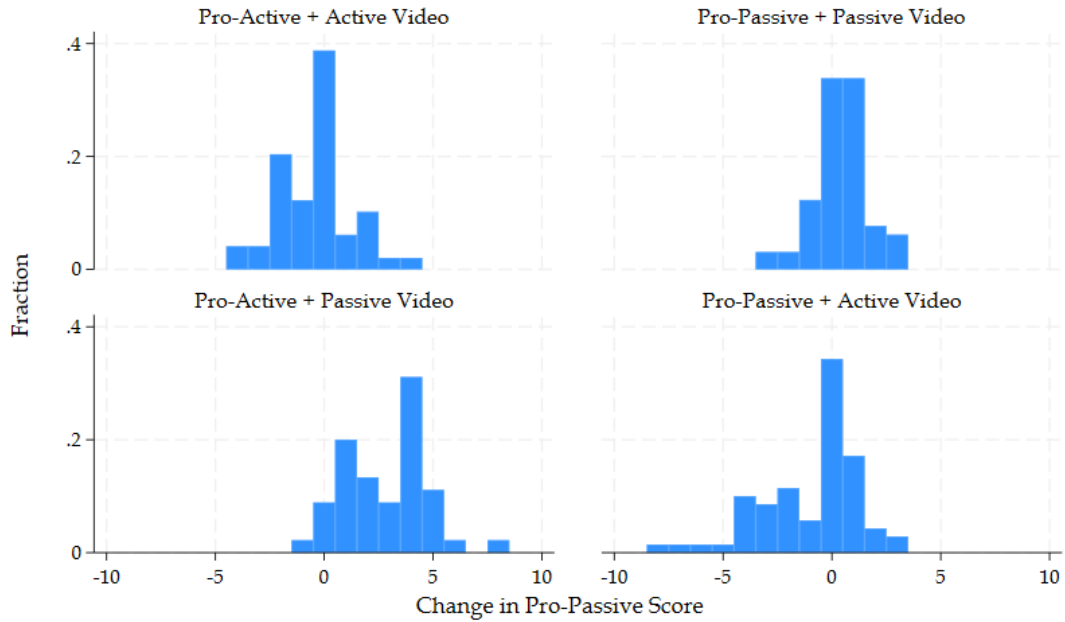 Pro-Active + Active Video
Pro-Passive + Passive Video
.4
.2
0
Fraction
Pro-Active + Passive Video
Pro-Passive + Active Video
.4
.2
0
-10 -5 0 5 10
-10 -5 0 5 10
Change in Pro-Passive Score